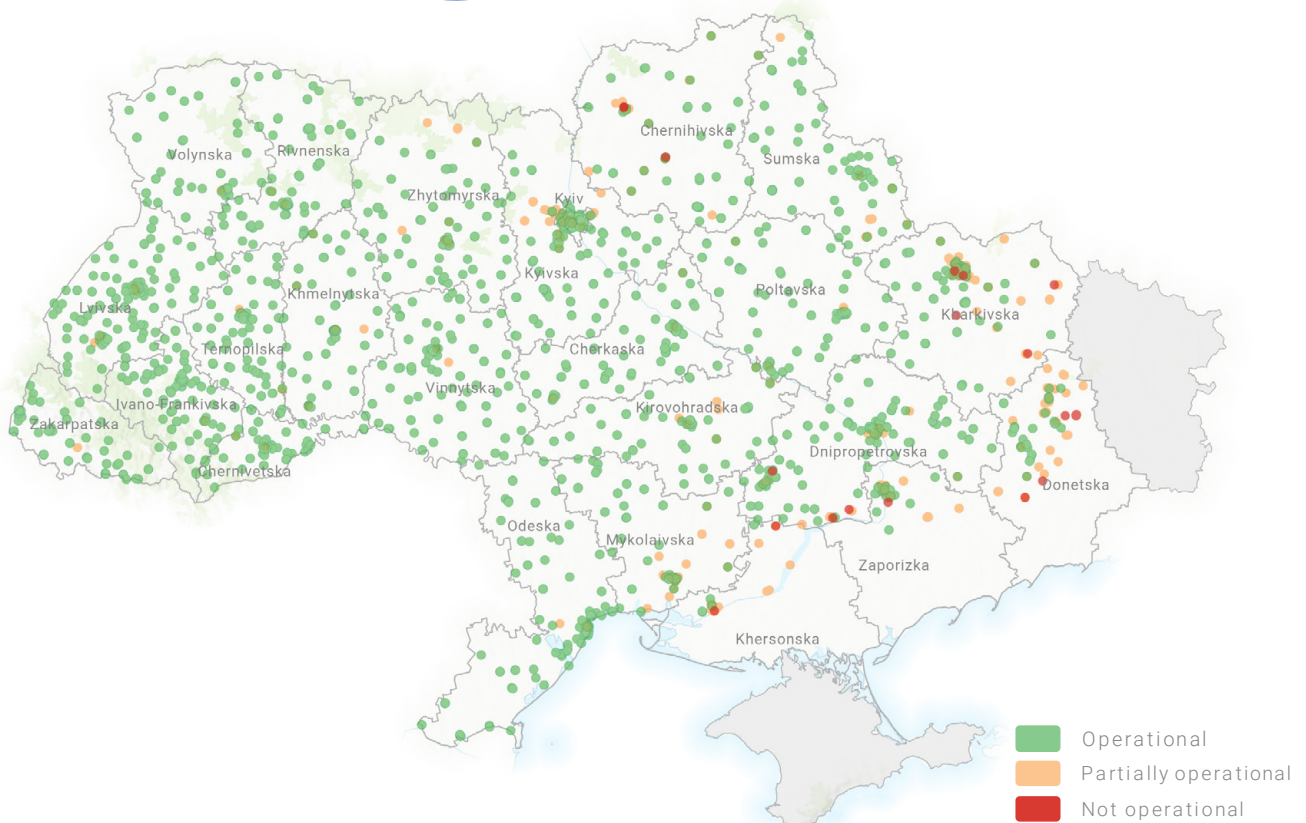 Chernihivska
Volynska
Rivnenska
Sumska
Zhytomyrska
Kyiv
Kyivska
Poltavska
Khmelnytska
Lvivska
Kharkivska
Ternopilska
Cherkaska
Vinnytska
Ivano-Frankivska
Kirovohradska
Zakarpatska
Dnipropetrovska
Chernivetska
Donetska
Odeska
Mykolaivska
Zaporizka
Khersonska
Operational
Partially operational
Not operational